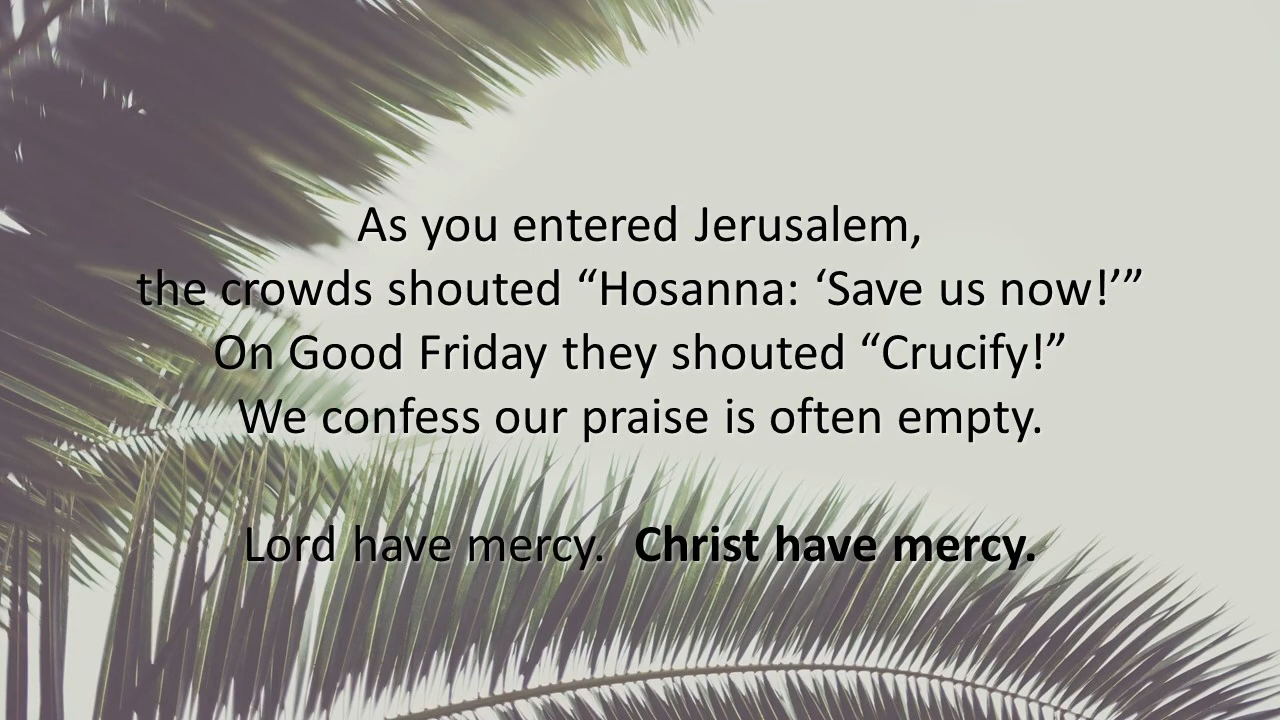 As you entered Jerusalem,
the crowds shouted “Hosanna: ‘Save us now!’”
On Good Friday they shouted “Crucify!”
We confess our praise is often empty.
Lord have mercy.  Christ have mercy.